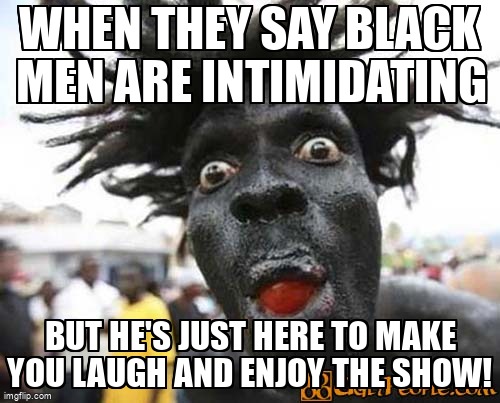 WHEN THEY SAY BLACK
MEN ARE INTIMIDATING
BUT HE'S JUST HERE TO MAKE
YOU LAUGH AND ENJOY THE SHOW!
imgflip.com